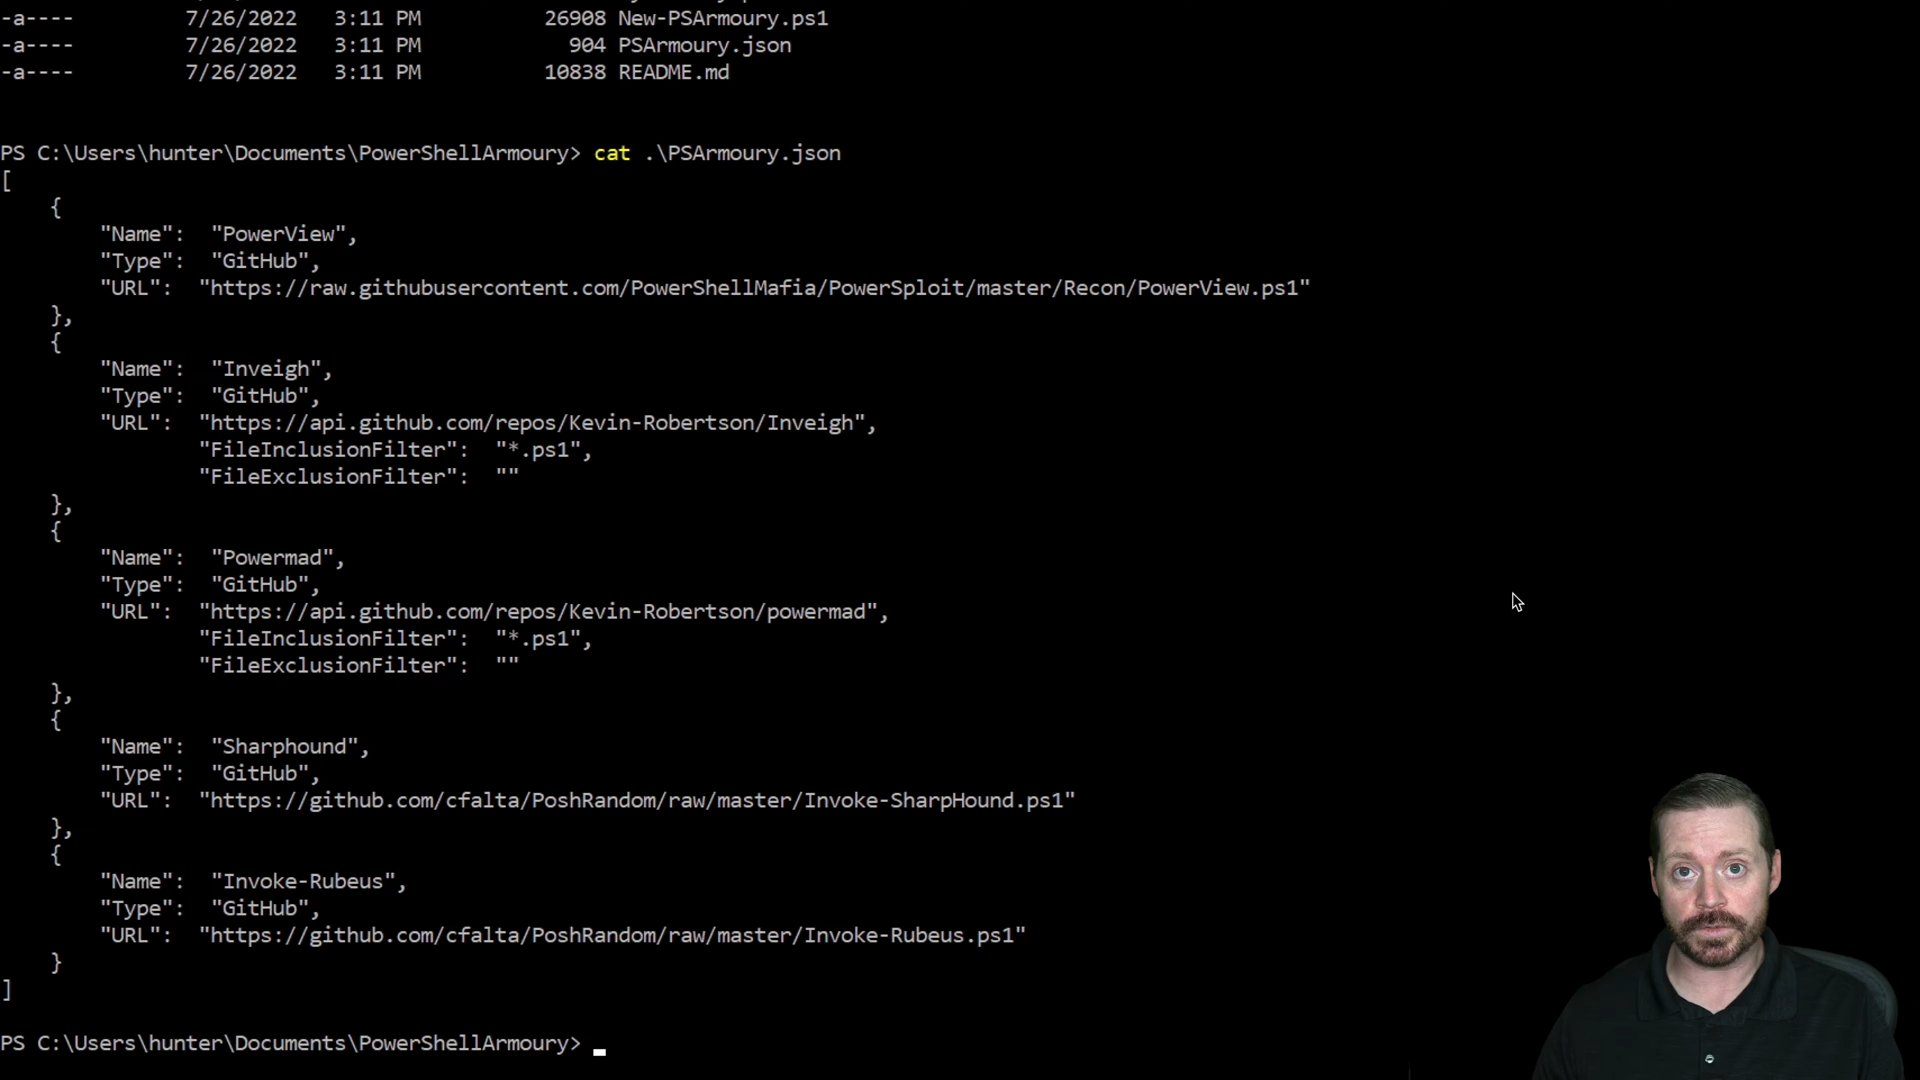 -a---- 7/26/2022 3:11 PM 26908 New-PSArmoury.ps1
-a---- 7/26/2022 3:11 PM 904 PSArmoury.json
-a---- 7/26/2022 3:11 PM 10838 README.md
PS C:\Users\hunter\Documents\PowerShellArmoury> cat .\PSArmoury.json
[
{
"Name": "PowerView",
"Type": "GitHub",
"URL": "https://raw.githubusercontent.com/PowerShellMafia/PowerSploit/master/Recon/PowerView.ps1"
},
{
"Name": "Inveigh",
"Type": "GitHub",
"URL": "https://api.github.com/repos/Kevin-Robertson/Inveigh",
"FileInclusionFilter": "*.ps1",
"FileExclusionFilter": ""
},
{
"Name": "Powermad",
"Type": "GitHub",
"URL": "https://api.github.com/repos/Kevin-Robertson/powermad",
"FileInclusionFilter": "*.ps1",
"FileExclusionFilter": ""
},
{
"Name": "Sharphound",
"Type": "GitHub",
"URL": "https://github.com/cfalta/PoshRandom/raw/master/Invoke-SharpHound.ps1"
},
{
"Name": "Invoke-Rubeus",
"Type": "GitHub",
"URL": "https://github.com/cfalta/PoshRandom/raw/master/Invoke-Rubeus.ps1"
}
]
PS C:\Users\hunter\Documents\PowerShellArmoury>